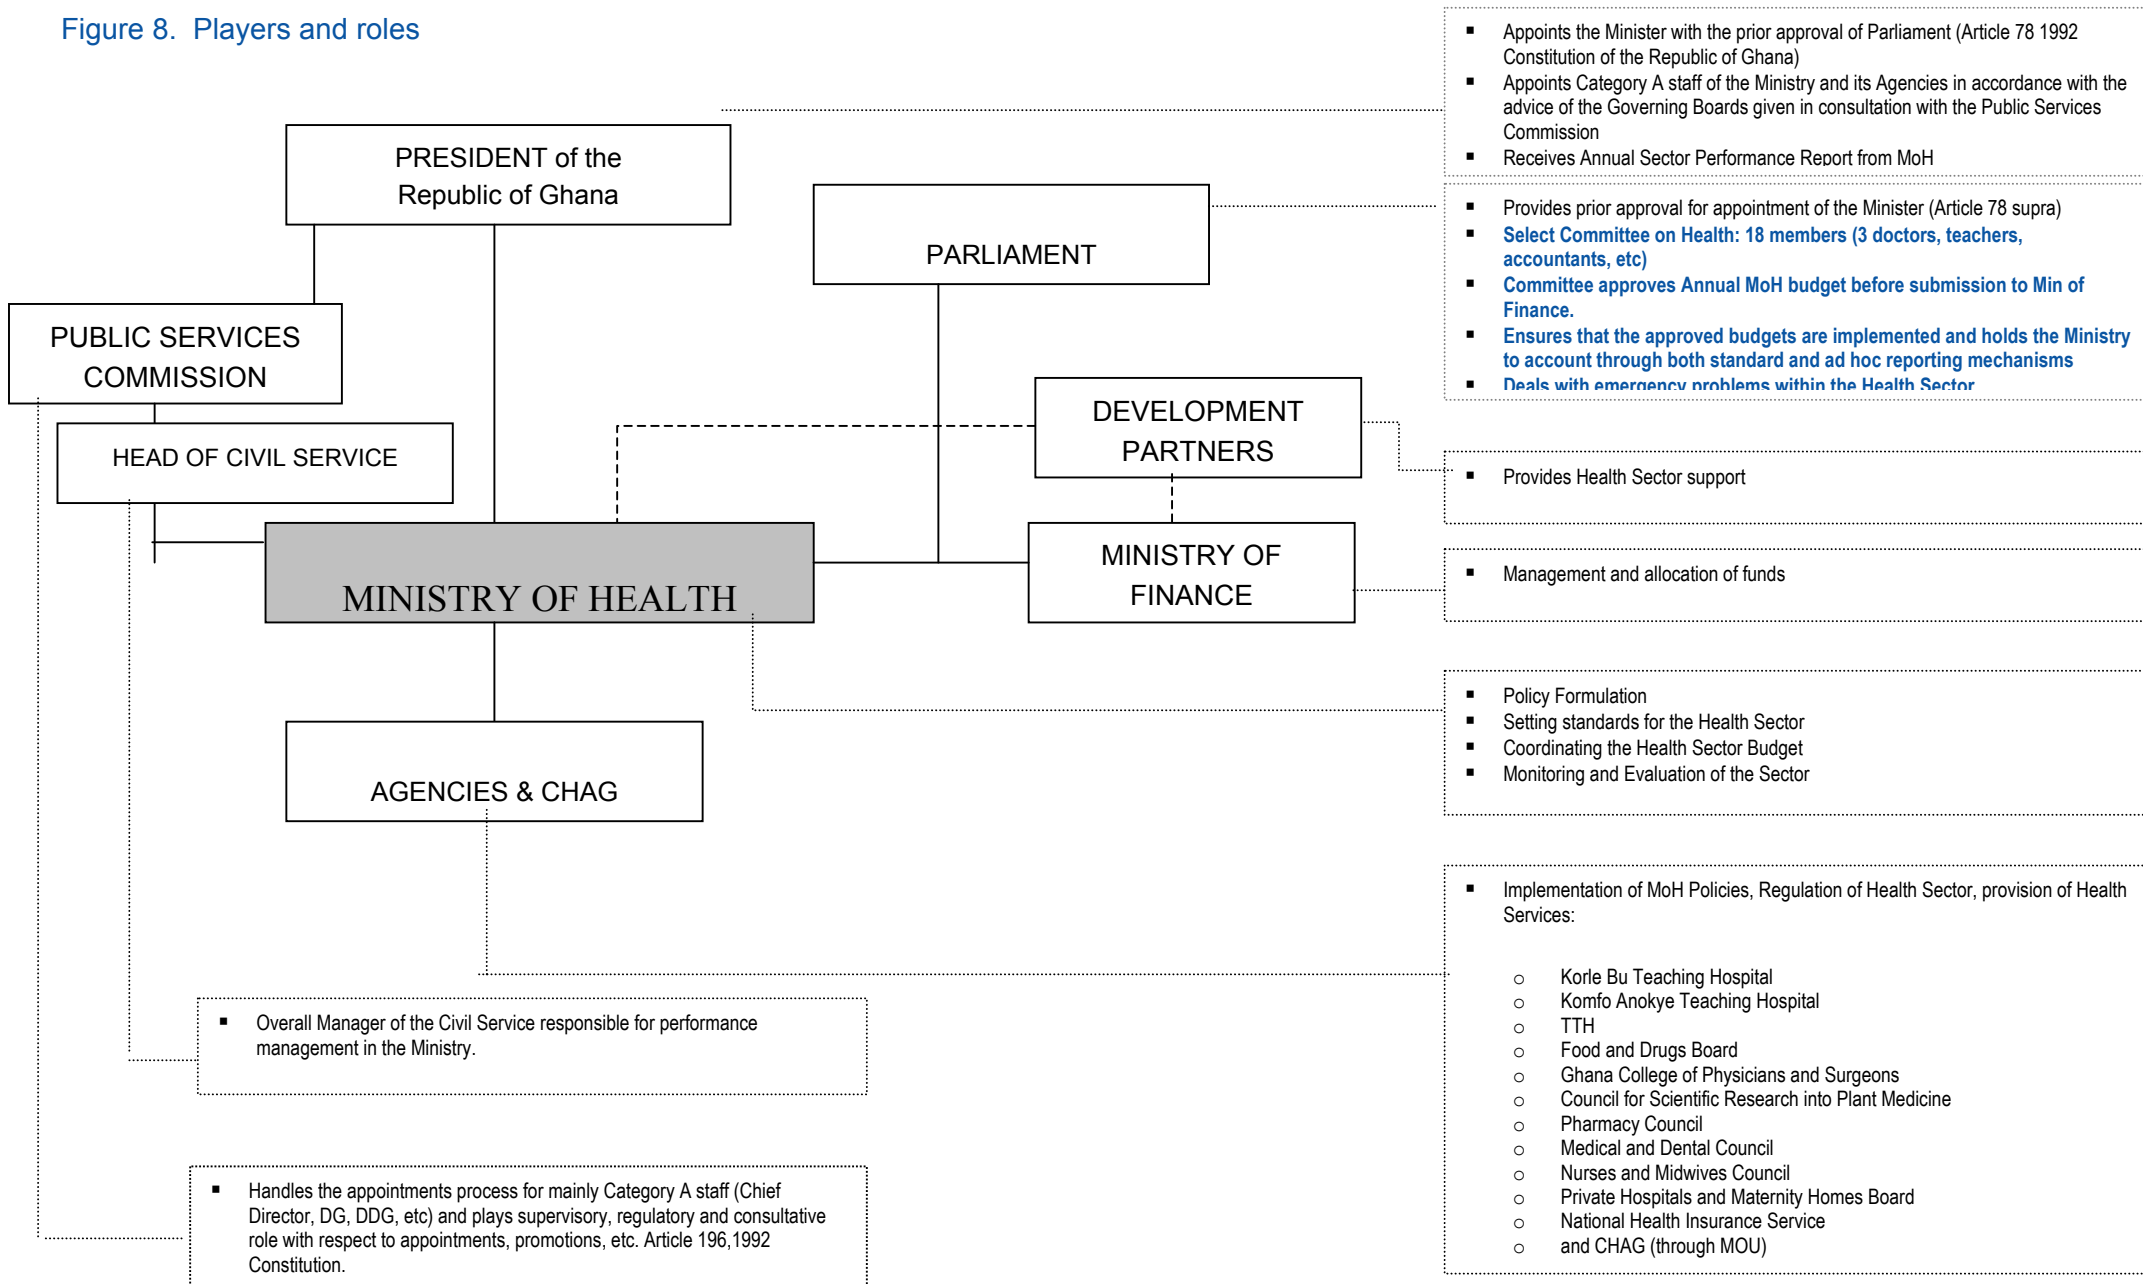 Figure 8.  Players and roles
▪ Appoints the Minister with the prior approval of Parliament (Article 78 1992
Constitution of the Republic of Ghana)
▪ Appoints Category A staff of the Ministry and its Agencies in accordance with the
advice of the Governing Boards given in consultation with the Public Services
Commission
▪ Receives Annual Sector Performance Report from MoH
PRESIDENT of the
Republic of Ghana
PARLIAMENT
▪ Provides prior approval for appointment of the Minister (Article 78 supra)
▪ Select Committee on Health: 18 members (3 doctors, teachers,
accountants, etc)
▪ Committee approves Annual MoH budget before submission to Min of
Finance.
▪ Ensures that the approved budgets are implemented and holds the Ministry
to account through both standard and ad hoc reporting mechanisms
▪ Deals with emergency problems within the Health Sector
PUBLIC SERVICES
COMMISSION
HEAD OF CIVIL SERVICE
DEVELOPMENT
PARTNERS
▪ Provides Health Sector support
MINISTRY OF HEALTH
MINISTRY OF
FINANCE
▪ Management and allocation of funds
▪ Policy Formulation
▪ Setting standards for the Health Sector
▪ Coordinating the Health Sector Budget
▪ Monitoring and Evaluation of the Sector
AGENCIES & CHAG
▪ Implementation of MoH Policies, Regulation of Health Sector, provision of Health
Services:
o Korle Bu Teaching Hospital
o Komfo Anokye Teaching Hospital
o TTH
o Food and Drugs Board
o Ghana College of Physicians and Surgeons
o Council for Scientific Research into Plant Medicine
o Pharmacy Council
o Medical and Dental Council
o Nurses and Midwives Council
o Private Hospitals and Maternity Homes Board
o National Health Insurance Service
o and CHAG (through MOU)
▪ Overall Manager of the Civil Service responsible for performance
management in the Ministry.
▪ Handles the appointments process for mainly Category A staff (Chief
Director, DG, DDG, etc) and plays supervisory, regulatory and consultative
role with respect to appointments, promotions, etc. Article 196,1992
Constitution.